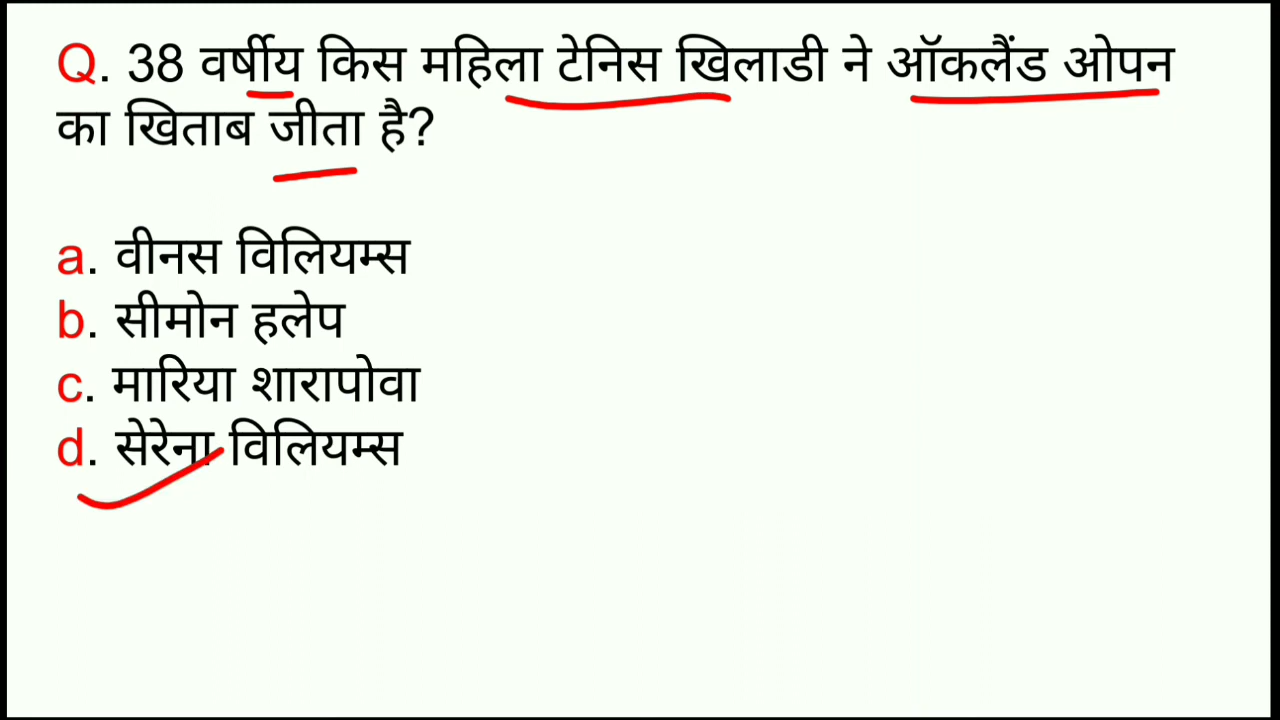 Q. 38 वर्षीय किस महिला टेनिस खिलाडी ने ऑकलैंड ओपन
का खिताब जीता है?
a. वीनस विलियम्स
b. सीमोन हलेप
c. मारिया शारापोवा
d. सेरेना विलियम्स